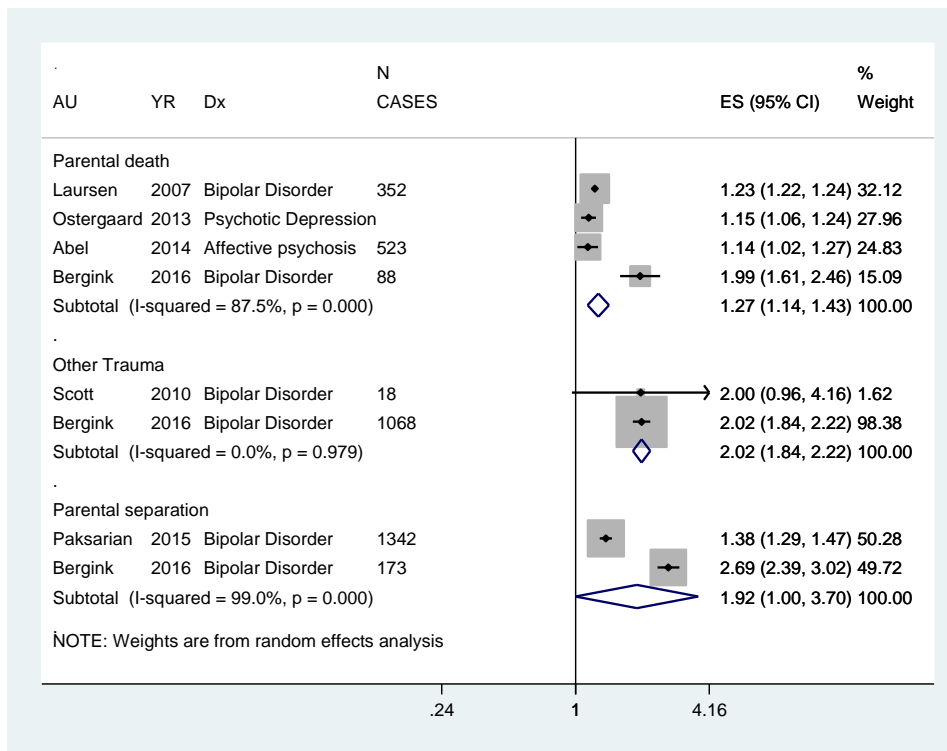 .
N
%
AU YR Dx CASES ES (95% CI) Weight
Parental death
Laursen 2007 Bipolar Disorder 352 1.23 (1.22, 1.24) 32.12
Ostergaard 2013 Psychotic Depression 1.15 (1.06, 1.24) 27.96
Abel 2014 Affective psychosis 523 1.14 (1.02, 1.27) 24.83
Bergink 2016 Bipolar Disorder 88 1.99 (1.61, 2.46) 15.09
Subtotal (I-squared = 87.5%, p = 0.000) 1.27 (1.14, 1.43) 100.00
.
Other Trauma
Scott 2010 Bipolar Disorder 18 2.00 (0.96, 4.16) 1.62
Bergink 2016 Bipolar Disorder 1068 2.02 (1.84, 2.22) 98.38
Subtotal (I-squared = 0.0%, p = 0.979) 2.02 (1.84, 2.22) 100.00
.
Parental separation
Paksarian 2015 Bipolar Disorder 1342 1.38 (1.29, 1.47) 50.28
Bergink 2016 Bipolar Disorder 173 2.69 (2.39, 3.02) 49.72
Subtotal (I-squared = 99.0%, p = 0.000) 1.92 (1.00, 3.70) 100.00
.
NOTE: Weights are from random effects analysis
.24 1 4.16